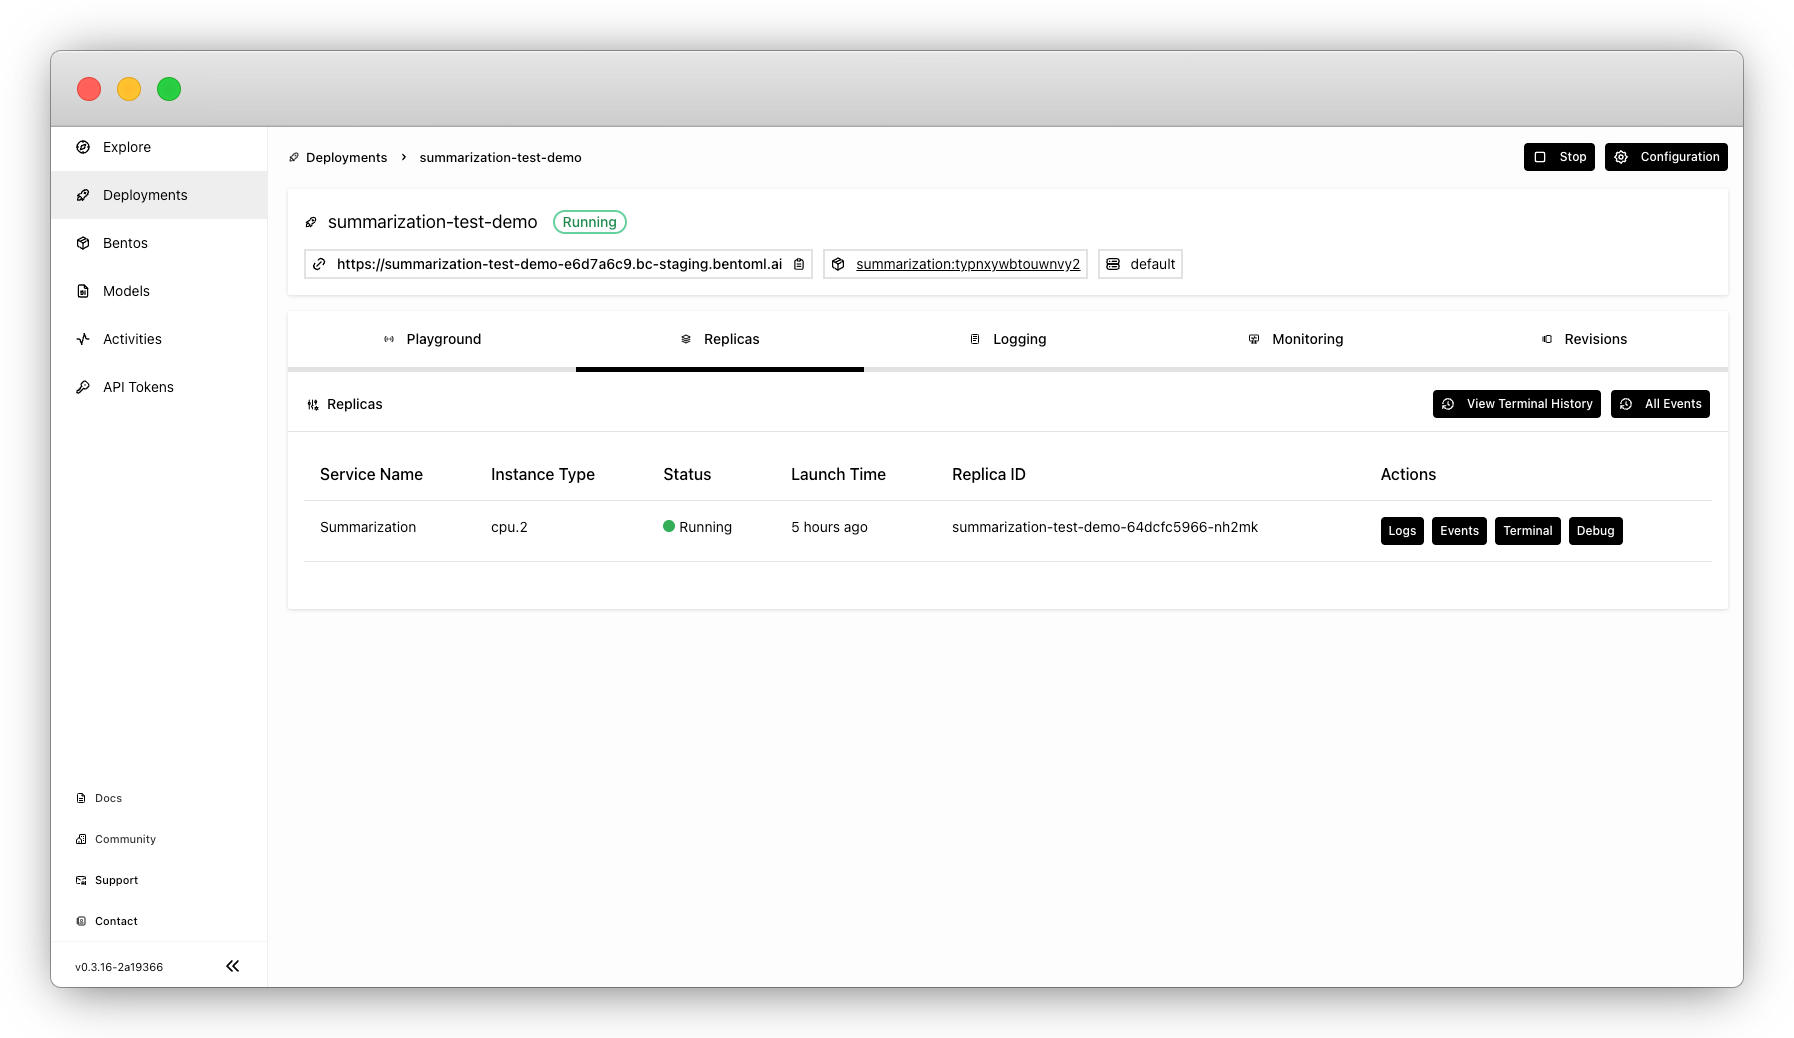 Explore
Deployments
Bentos
Models
Activities
API Tokens
Docs
Community
Support
Contact
v0.3.16-2a19366
Deployments > summarization-test-demo
Stop Configuration
summarization-test-demo Running
https://summarization-test-demo-e6d7a6c9.bc-staging.bentoml.ai summarization:typnxywbtouwnvy2 default
Playground Replicas Logging Monitoring Revisions
Replicas View Terminal History All Events
Service Name Instance Type Status Launch Time Replica ID Actions
Summarization cpu.2 Running 5 hours ago summarization-test-demo-64dcfc5966-nh2mk Logs Events Terminal Debug